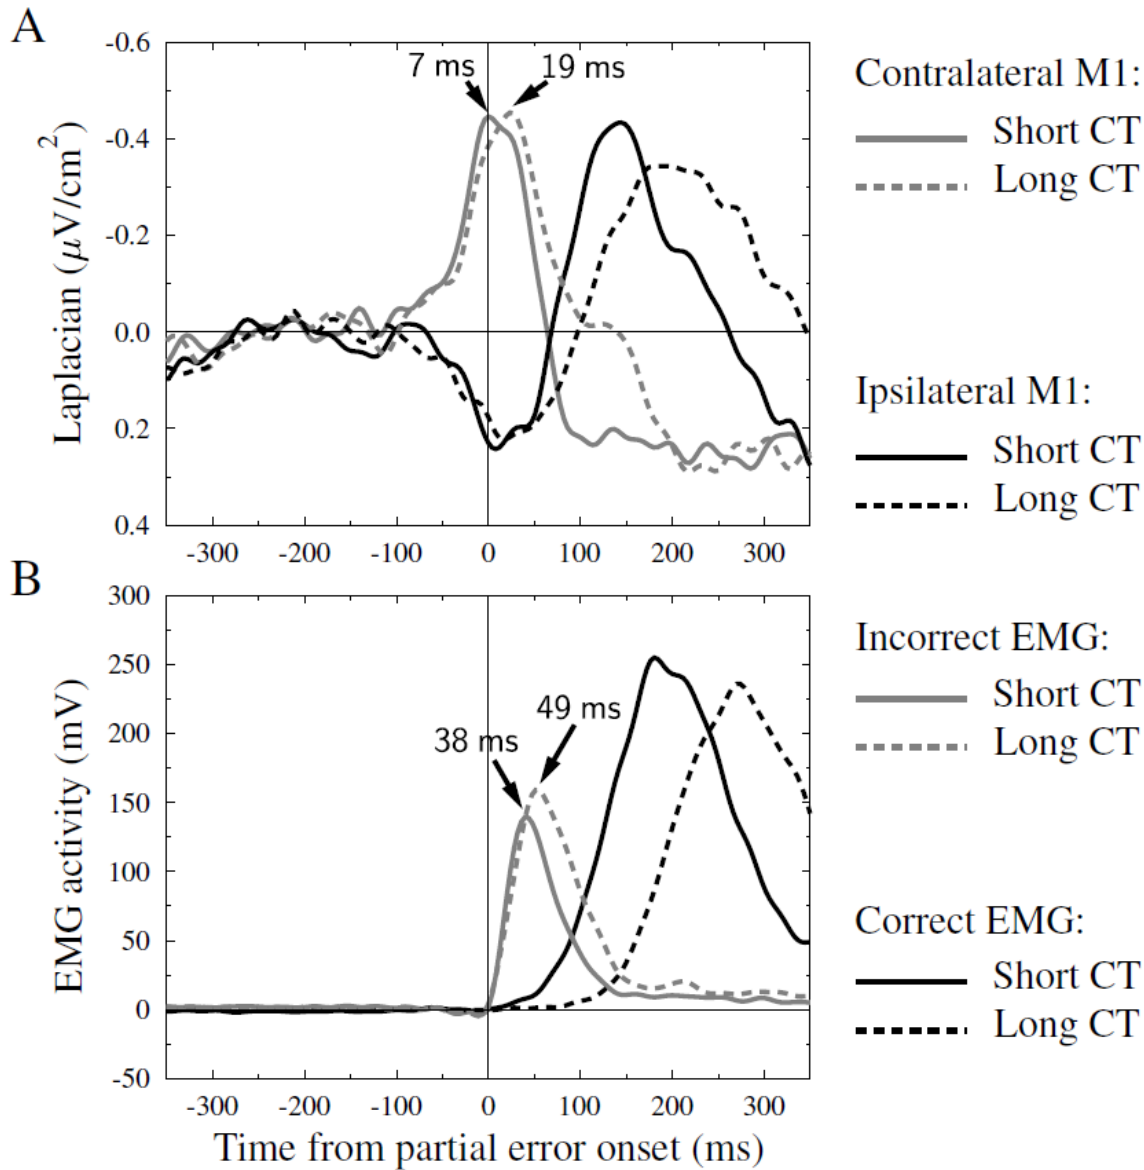 A
-0.6
-0.4
-0.2
0.0
0.2
0.4
Laplacian (μV/cm²)
7 ms
19 ms
-300 -200 -100 0 100 200 300
Contralateral M1:
Short CT
Long CT
Ipsilateral M1:
Short CT
Long CT
B
300
250
200
150
100
50
0
-50
EMG activity (mV)
38 ms
49 ms
-300 -200 -100 0 100 200 300
Time from partial error onset (ms)
Incorrect EMG:
Short CT
Long CT
Correct EMG:
Short CT
Long CT